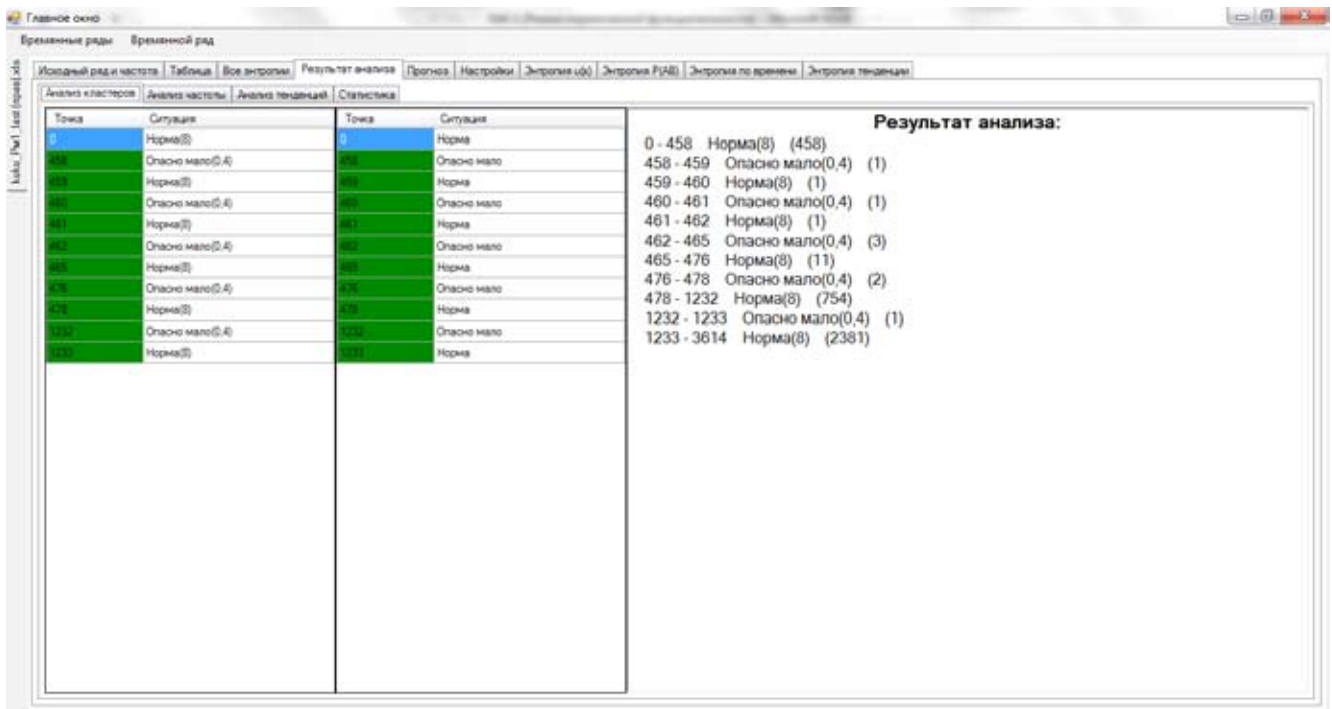 Главное окно
Временные ряды Временной ряд
Исходный ряд и частота Таблица Все энтропии Результат анализа Прогноз Настройки Энтропия u(x) Энтропия P(AB) Энтропия по времени Энтропия тенденции
Анализ кластеров Анализ частоты Анализ тенденций Статистика
Точка Ситуация Точка Ситуация
0 Норма(8) 0 Норма
458 Опасно мало(0,4) 458 Опасно мало
459 Норма(8) 459 Норма
460 Опасно мало(0,4) 460 Опасно мало
461 Норма(8) 461 Норма
462 Опасно мало(0,4) 462 Опасно мало
465 Норма(8) 465 Норма
476 Опасно мало(0,4) 476 Опасно мало
478 Норма(8) 478 Норма
1232 Опасно мало(0,4) 1232 Опасно мало
1233 Норма(8) 1233 Норма
Результат анализа:
0 - 458 Норма(8) (458)
458 - 459 Опасно мало(0,4) (1)
459 - 460 Норма(8) (1)
460 - 461 Опасно мало(0,4) (1)
461 - 462 Норма(8) (1)
462 - 465 Опасно мало(0,4) (3)
465 - 476 Норма(8) (11)
476 - 478 Опасно мало(0,4) (2)
478 - 1232 Норма(8) (754)
1232 - 1233 Опасно мало(0,4) (1)
1233 - 3614 Норма(8) (2381)